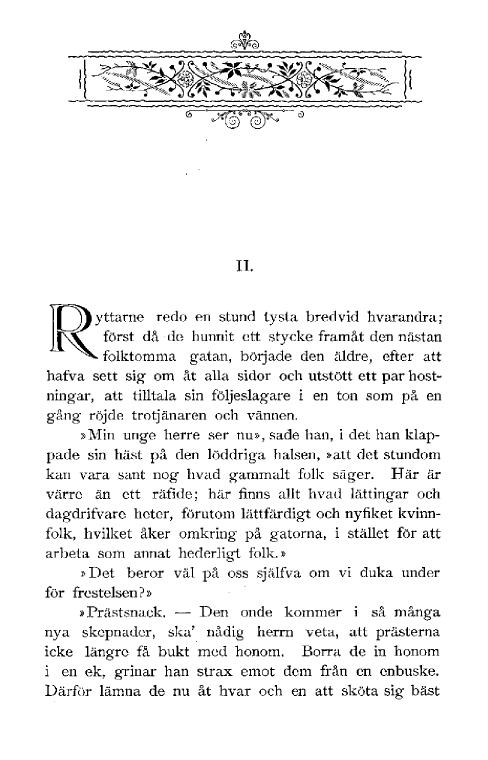 II.
Ryttarne redo en stund tysta bredvid hvarandra;
först då de hunnit ett stycke framåt den nästan
folktomma gatan, började den äldre, efter att
hafva sett sig om åt alla sidor och utstött ett par host-
ningar, att tilltala sin följeslagare i en ton som på en
gång röjde trotjänaren och vännen.
»Min unge herre ser nu», sade han, i det han klap-
pade sin häst på den löddriga halsen, »att det stundom
kan vara sant nog hvad gammalt folk säger. Här är
värre än ett räfide; här finns allt hvad lättingar och
dagdrifvare heter, förutom lättfärdigt och nyfiket kvinn-
folk, hvilket åker omkring på gatorna, i stället för att
arbeta som annat hederligt folk.»
»Det beror väl på oss själfva om vi duka under
för frestelsen?»
»Prästsnack. — Den onde kommer i så många
nya skepnader, ska' nådig herrn veta, att prästerna
icke längre få bukt med honom. Borra de in honom
i en ek, grinar han strax emot dem från en enbuske.
Därför lämna de nu åt hvar och en att sköta sig bäst